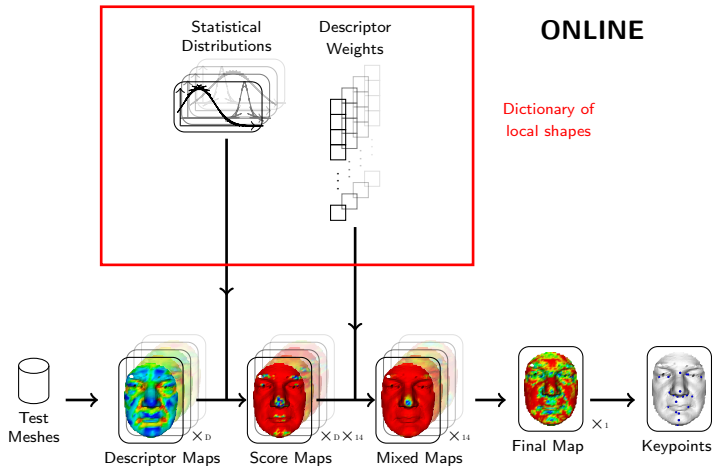 Statistical
Distributions
Descriptor
Weights
ONLINE
Dictionary of
local shapes
Test
Meshes
×D
Descriptor Maps
×D×14
Score Maps
×14
Mixed Maps
×1
Final Map
Keypoints